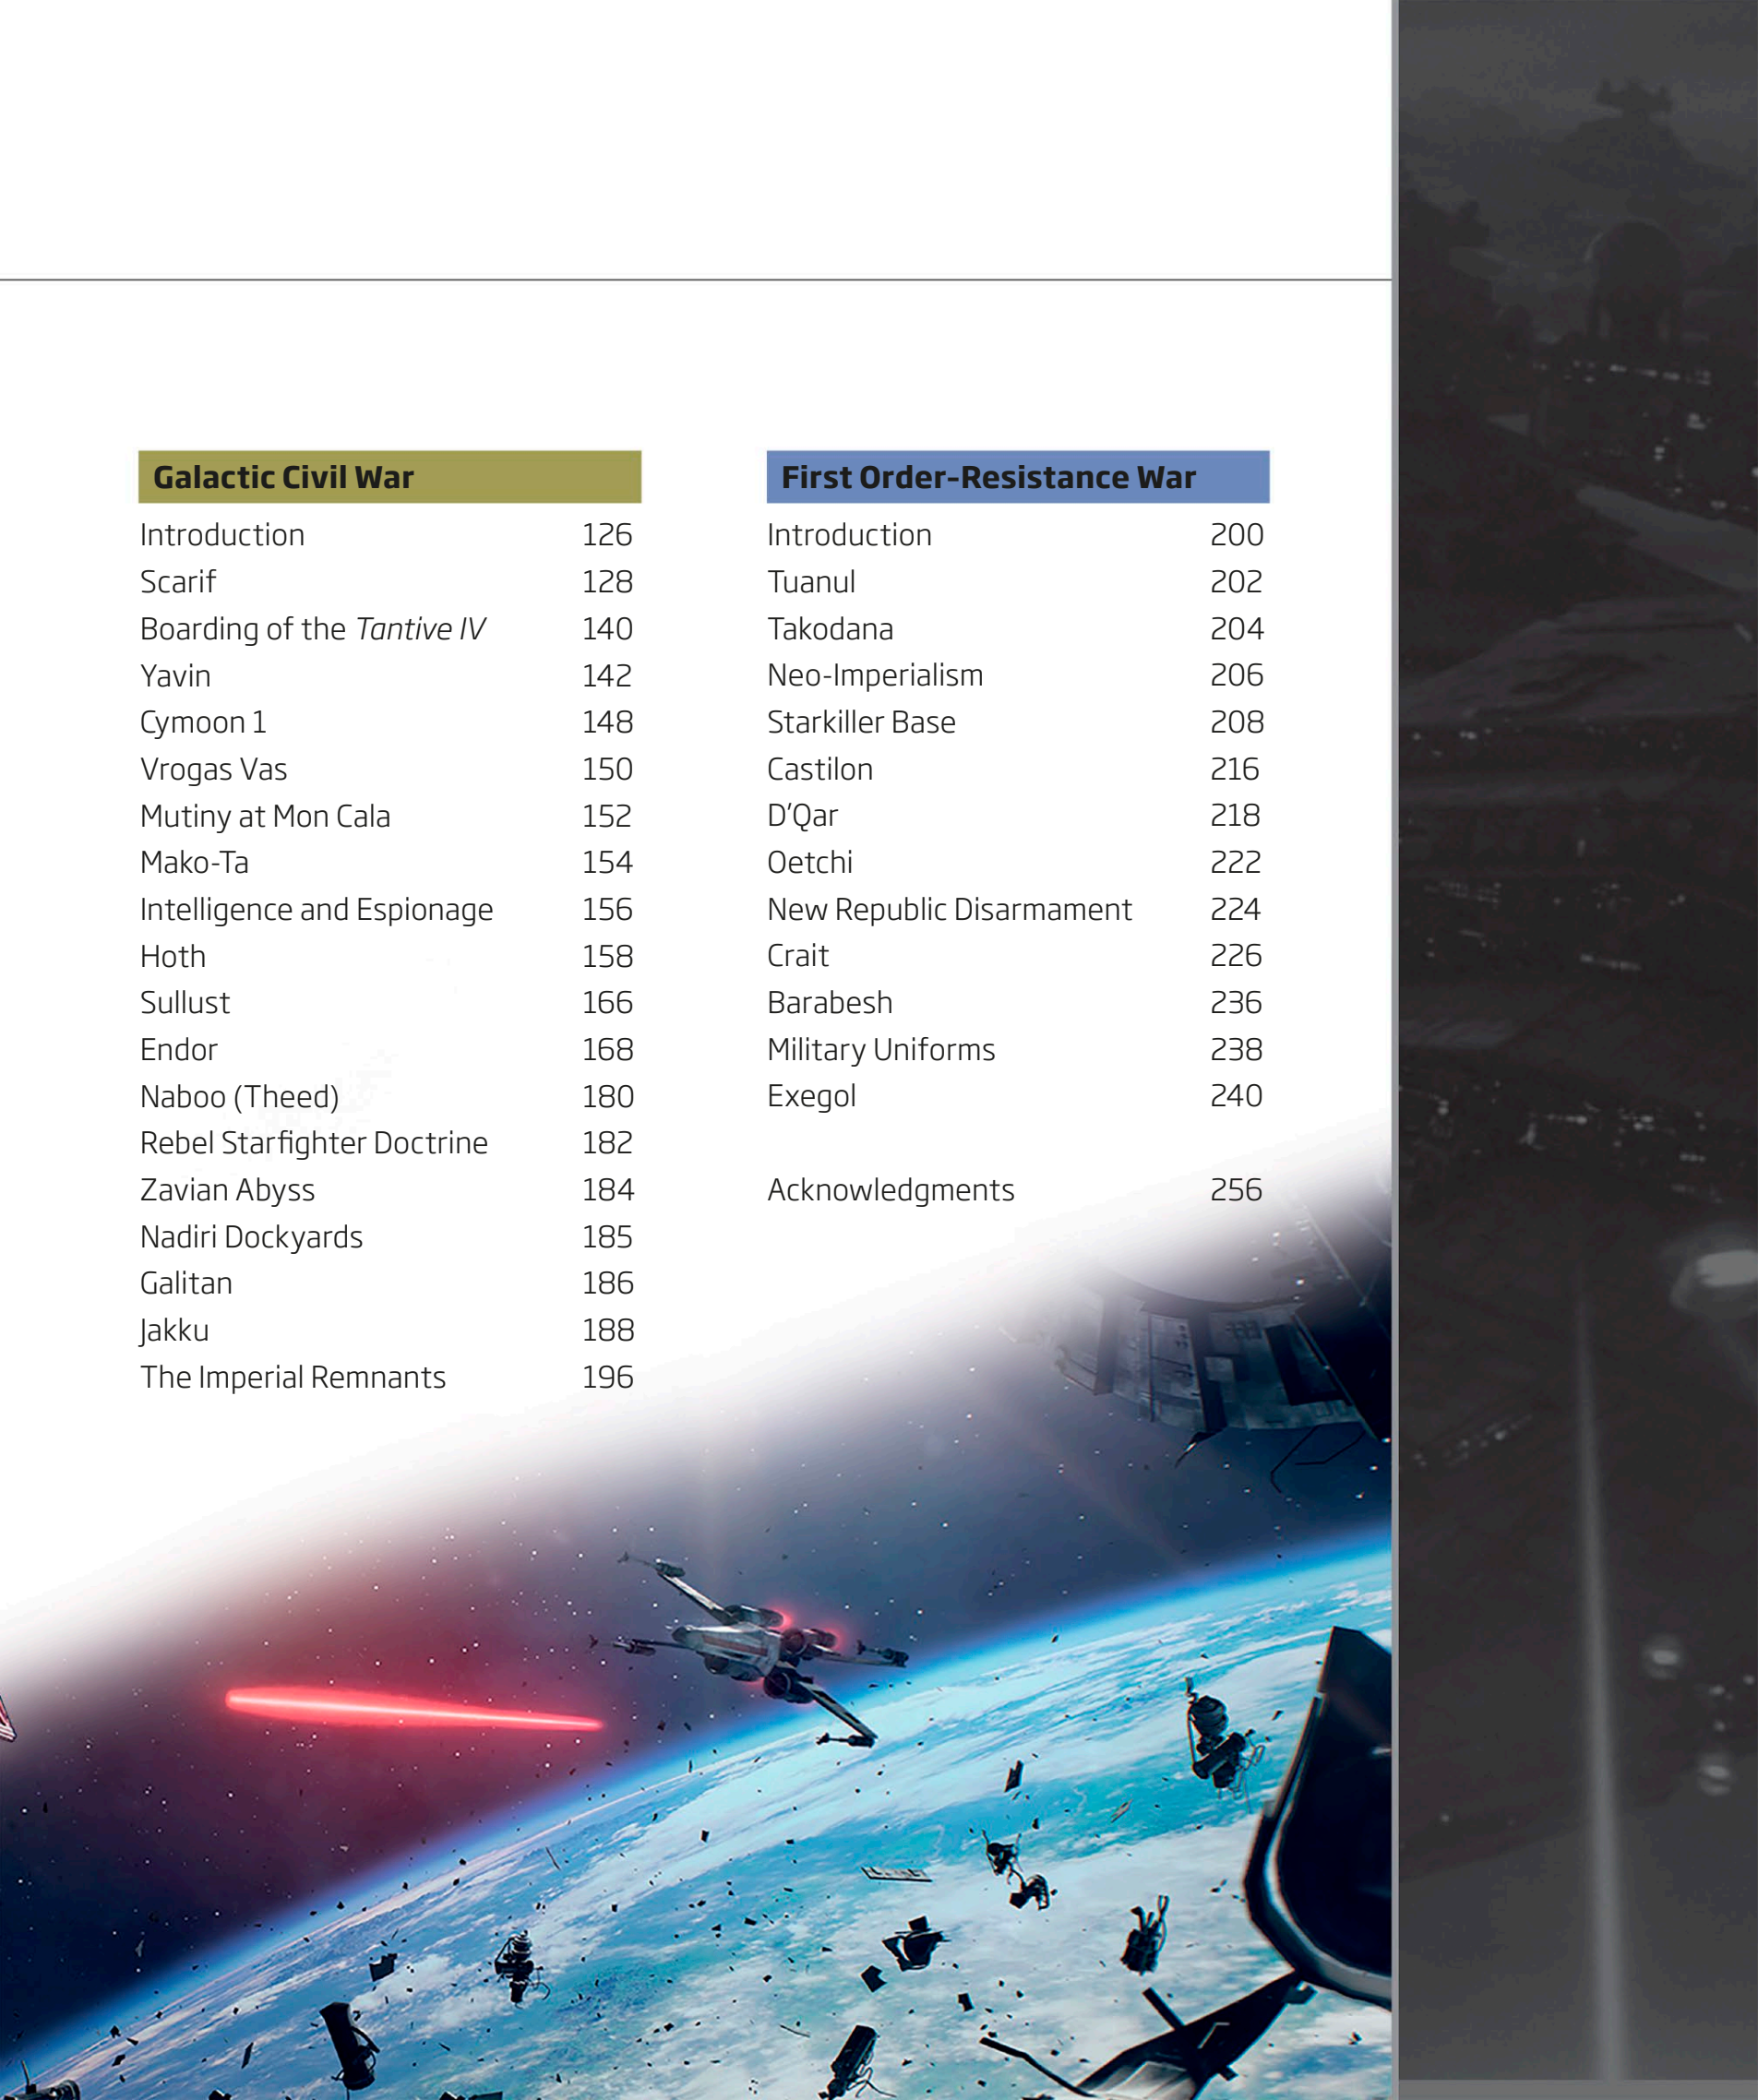 Galactic Civil War
Introduction 126
Scarif 128
Boarding of the Tantive IV 140
Yavin 142
Cymoon 1 148
Vrogas Vas 150
Mutiny at Mon Cala 152
Mako-Ta 154
Intelligence and Espionage 156
Hoth 158
Sullust 166
Endor 168
Naboo (Theed) 180
Rebel Starfighter Doctrine 182
Zavian Abyss 184
Nadiri Dockyards 185
Galitan 186
Jakku 188
The Imperial Remnants 196
First Order-Resistance War
Introduction 200
Tuanul 202
Takodana 204
Neo-Imperialism 206
Starkiller Base 208
Castilon 216
D’Qar 218
Oetchi 222
New Republic Disarmament 224
Crait 226
Barabesh 236
Military Uniforms 238
Exegol 240
Acknowledgments 256